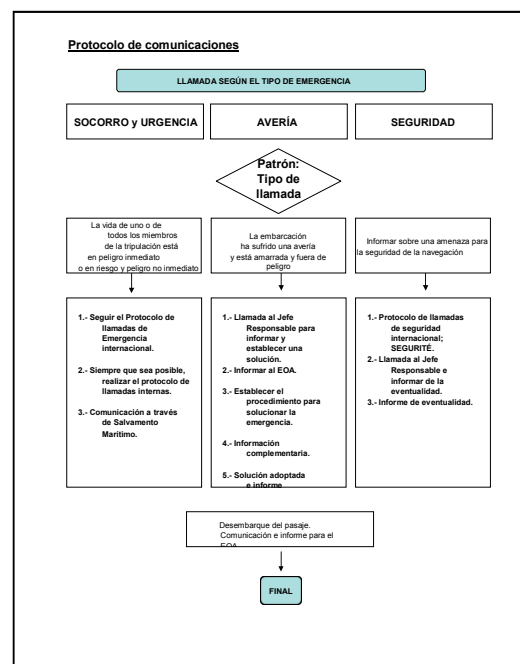 Protocolo de comunicaciones
LLAMADA SEGÚN EL TIPO DE EMERGENCIA
SOCORRO y URGENCIA
AVERÍA
SEGURIDAD
Patrón:
Tipo de
llamada
La vida de uno o de
todos los miembros
de la tripulación está
en peligro inmediato
o en riesgo y peligro no inmediato
La embarcación
ha sufrido una avería
y está amarrada y fuera de
peligro
Informar sobre una amenaza para
la seguridad de la navegación
1.- Seguir el Protocolo de
llamadas de
Emergencia
internacional.
2.- Siempre que sea posible,
realizar el protocolo de
llamadas internas.
3.- Comunicación a través
de Salvamento
Marítimo.
1.- Llamada al Jefe
Responsable para
informar y
establecer una
solución.
2.- Informar al EOA.
3.- Establecer el
procedimiento para
solucionar la
emergencia.
4.- Información
complementaria.
5.- Solución adoptada
e informe
1.- Protocolo de llamadas
de seguridad
internacional;
SEGURITÉ.
2.- Llamada al Jefe
Responsable e
informar de la
eventualidad.
3.- Informe de eventualidad.
Desembarque del pasaje.
Comunicación e informe para el
EOA
FINAL